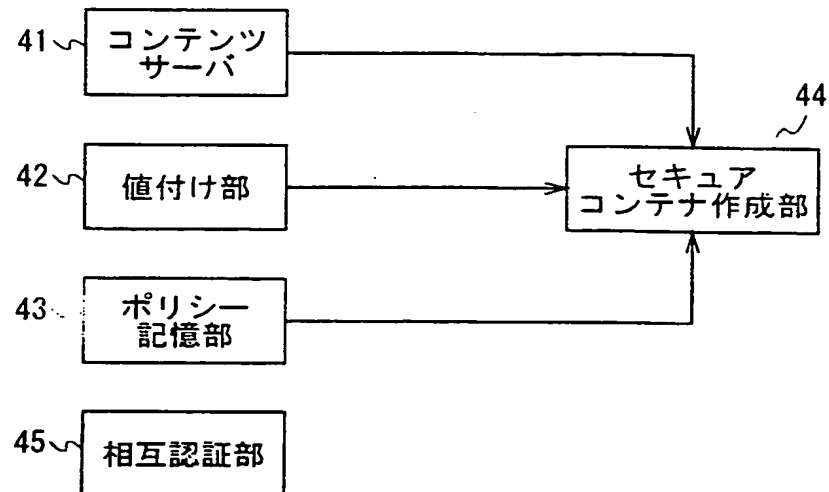 41
コンテンツ
サーバ
44
42
値付け部
セキュア
コンテナ作成部
43
ポリシー
記憶部
45
相互認証部